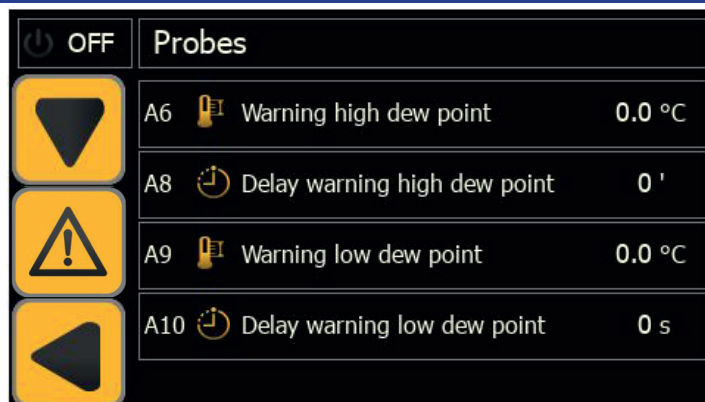 OFF Probes
A6 Warning high dew point 0.0 °C
A8 Delay warning high dew point 0 '
A9 Warning low dew point 0.0 °C
A10 Delay warning low dew point 0 s